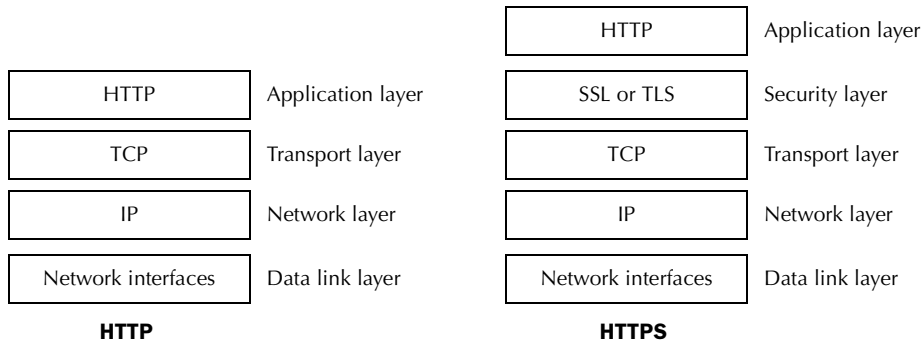 HTTP Application layer
TCP Transport layer
IP Network layer
Network interfaces Data link layer
HTTP
HTTP Application layer
SSL or TLS Security layer
TCP Transport layer
IP Network layer
Network interfaces Data link layer
HTTPS